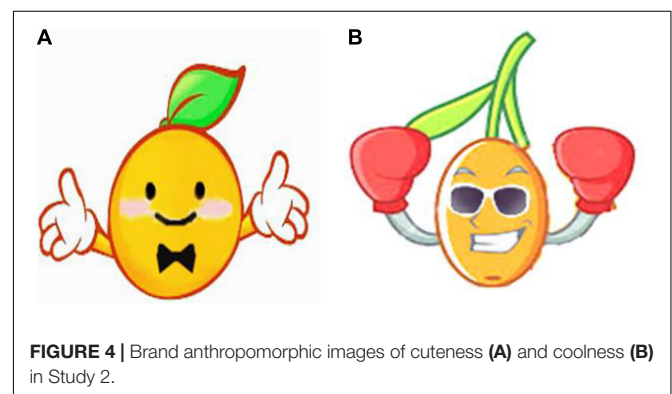 A
B
FIGURE 4 | Brand anthropomorphic images of cuteness (A) and coolness (B)
in Study 2.